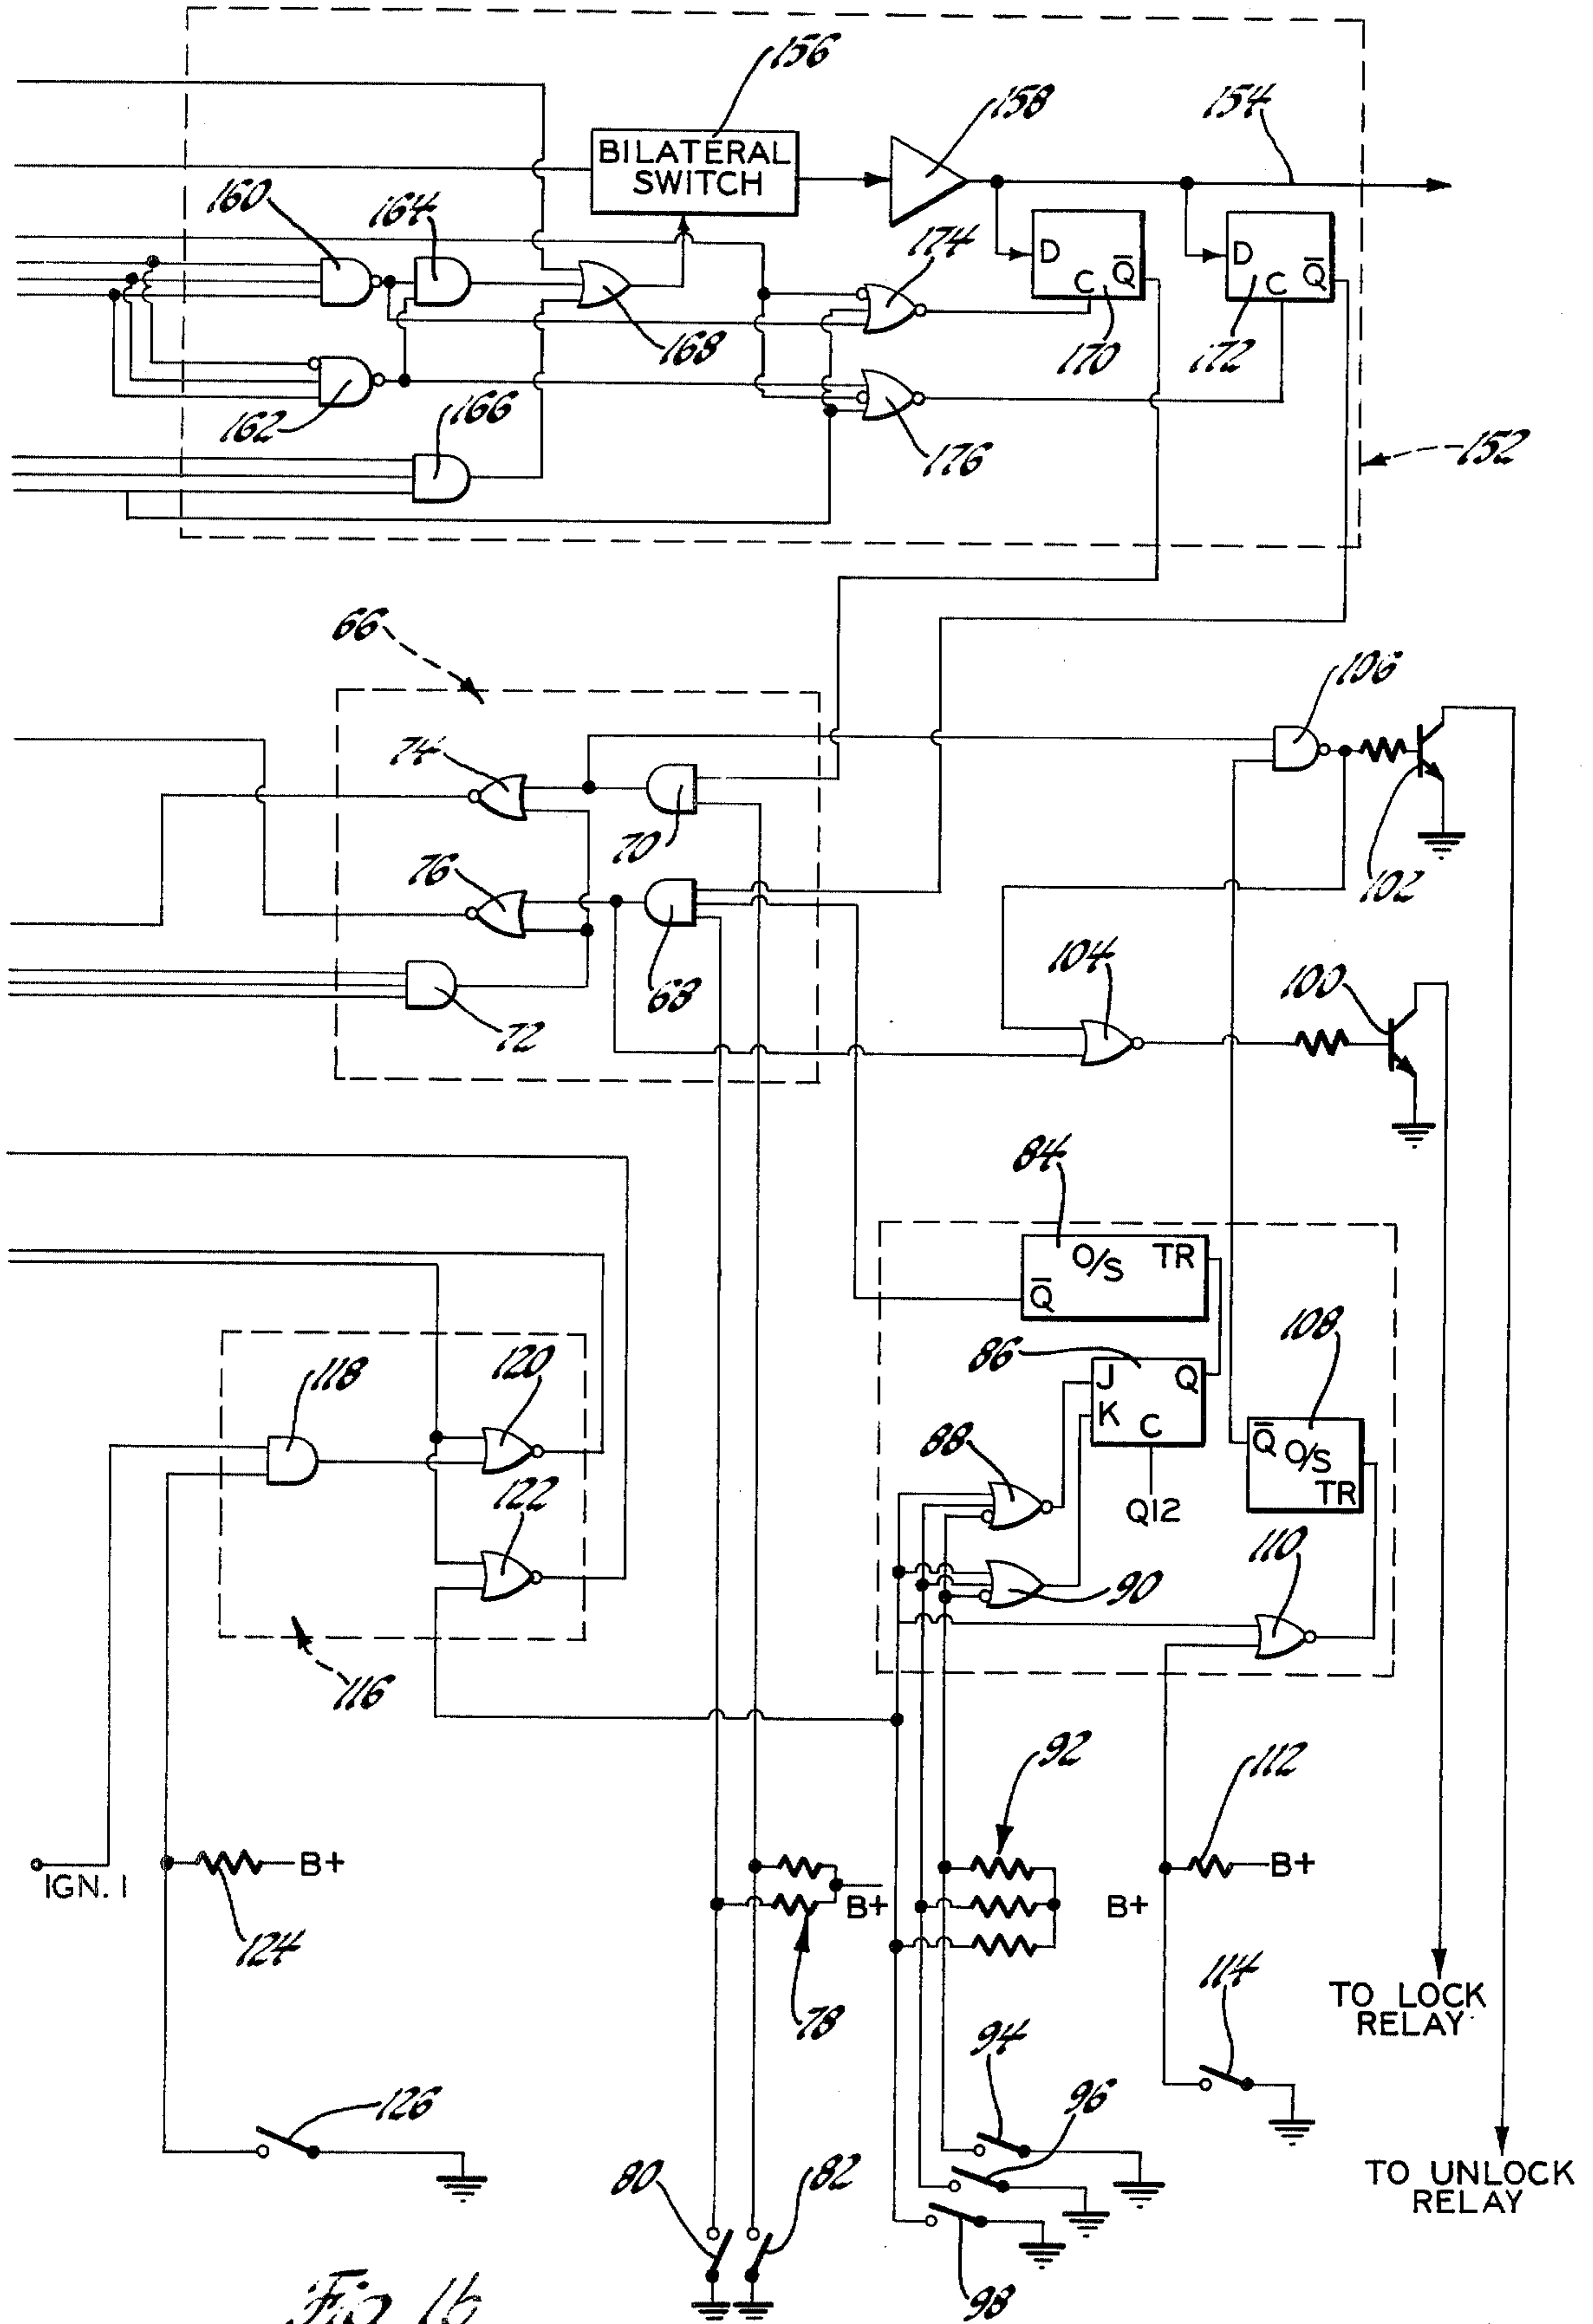 156
158
154
BILATERAL
SWITCH
160
164
174
D
C
Q̅
D
C
Q̅
168
170
172
162
166
176
152
66
106
74
70
102
76
68
104
100
72
84
O/S
TR
Q̅
108
86
J
Q
K
C
118
120
88
Q̅
O/S
TR
Q12
122
110
90
116
92
112
B+
B+
IGN. 1
B+
B+
124
114
78
TO LOCK
RELAY
94
126
96
80
82
TO UNLOCK
RELAY
98
Fig. 1b